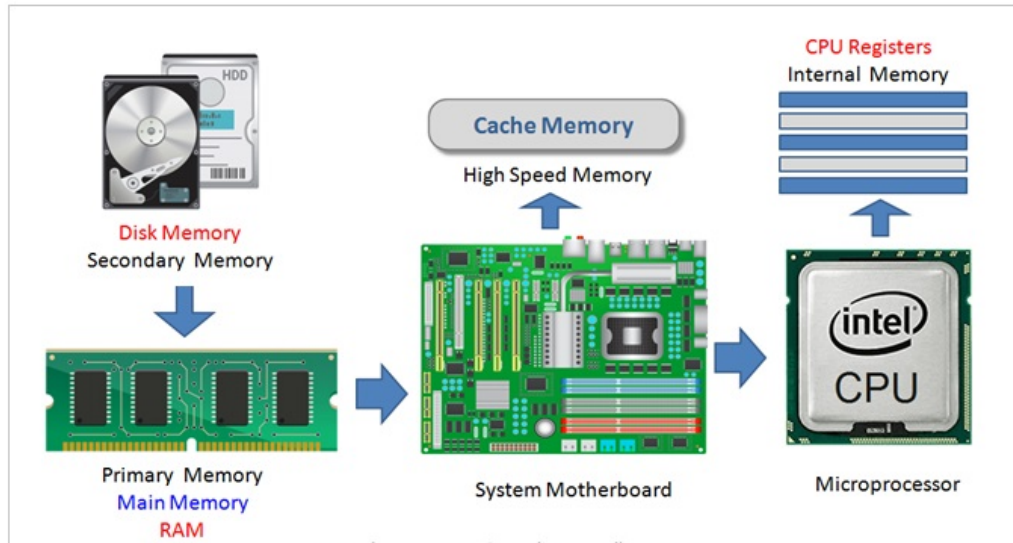 HDD
Disk Memory
Secondary Memory
Primary Memory
Main Memory
RAM
Cache Memory
High Speed Memory
System Motherboard
CPU Registers
Internal Memory
intel
CPU
Microprocessor